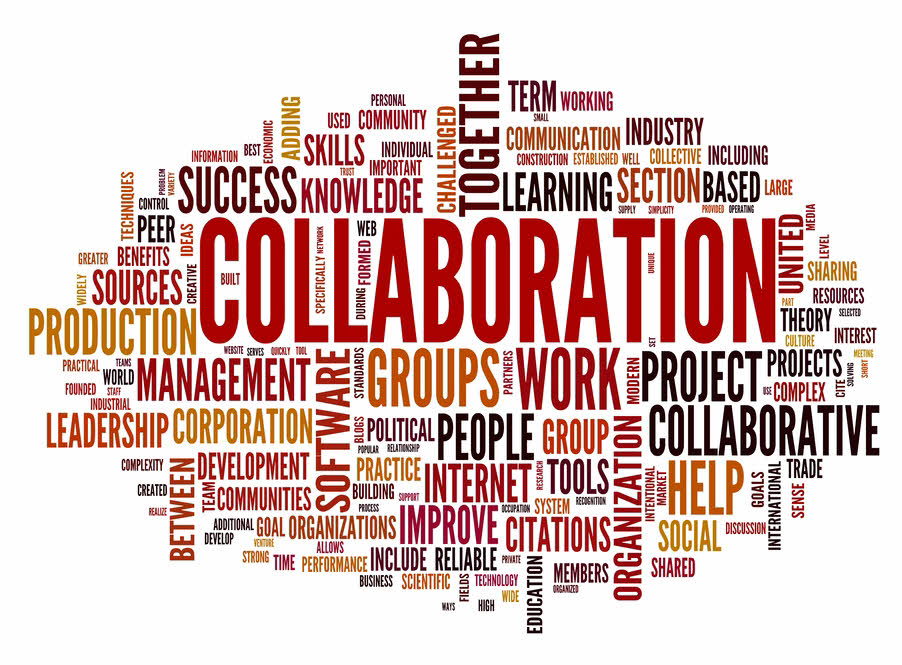 TOGETHER
TERM
WORKING
SMALL
PERSONAL
USED
COMMUNITY
CHALLENGED
ADDING
ECONOMIC
BEST
INFORMATION
SKILLS
INDIVIDUAL
TRUST
IMPORTANT
COMMUNICATION
INDUSTRY
CONSTRUCTION
ESTABLISHED
WELL
COLLECTIVE
INCLUDING
TECHNIQUES
PROBLEM
VARIETY
CONTROL
SUCCESS
KNOWLEDGE
LEARNING
SECTION
BASED
LARGE
SUPPLY
SIMPLICITY
PROVIDED
OPERATING
PEER
IDEAS
WEB
NETWORK
SPECIFICALLY
FORMED
DURING
BUILT
COLLABORATION
UNIQUE
UNITED
MEDIA
LEVEL
GREATER
BENEFITS
WIDELY
SOURCES
CREATIVE
SHARING
RESOURCES
PART
SELECTED
PRODUCTION
THEORY
CULTURE
INTEREST
WEBSITE
SERVES
QUICKLY
TOOL
STANDARDS
GROUPS
PARTNERS
WORK
MODERN
SET
PROJECT
PROJECTS
MEETING
SHORT
SOLVING
CITE
PRACTICAL
TEAMS
WORLD
FOUNDED
STAFF
INDUSTRIAL
MANAGEMENT
SOFTWARE
USE
COMPLEX
LEADERSHIP
CORPORATION
BLOGS
POLITICAL
POPULAR
RELATIONSHIP
PEOPLE
GROUP
ORGANIZATION
COLLABORATIVE
COMPLEXITY
CREATED
REALIZE
BETWEEN
DEVELOPMENT
TEAM
COMMUNITIES
PRACTICE
BUILDING
SUPPORT
PROCESS
INTERNET
RESEARCH
TOOLS
RECOGNITION
OCCUPATION
SYSTEM
INTENTIONAL
MARKET
HELP
GOALS
INTERNATIONAL
TRADE
SENSE
ADDITIONAL
DEVELOP
GOAL
ORGANIZATIONS
IMPROVE
CITATIONS
SOCIAL
DISCUSSION
VENTURE
STRONG
TIME
ALLOWS
PERFORMANCE
INCLUDE
RELIABLE
PRIVATE
EDUCATION
MEMBERS
ORGANIZED
SHARED
BUSINESS
SCIENTIFIC
FIELDS
TECHNOLOGY
WIDE
WAYS
HIGH